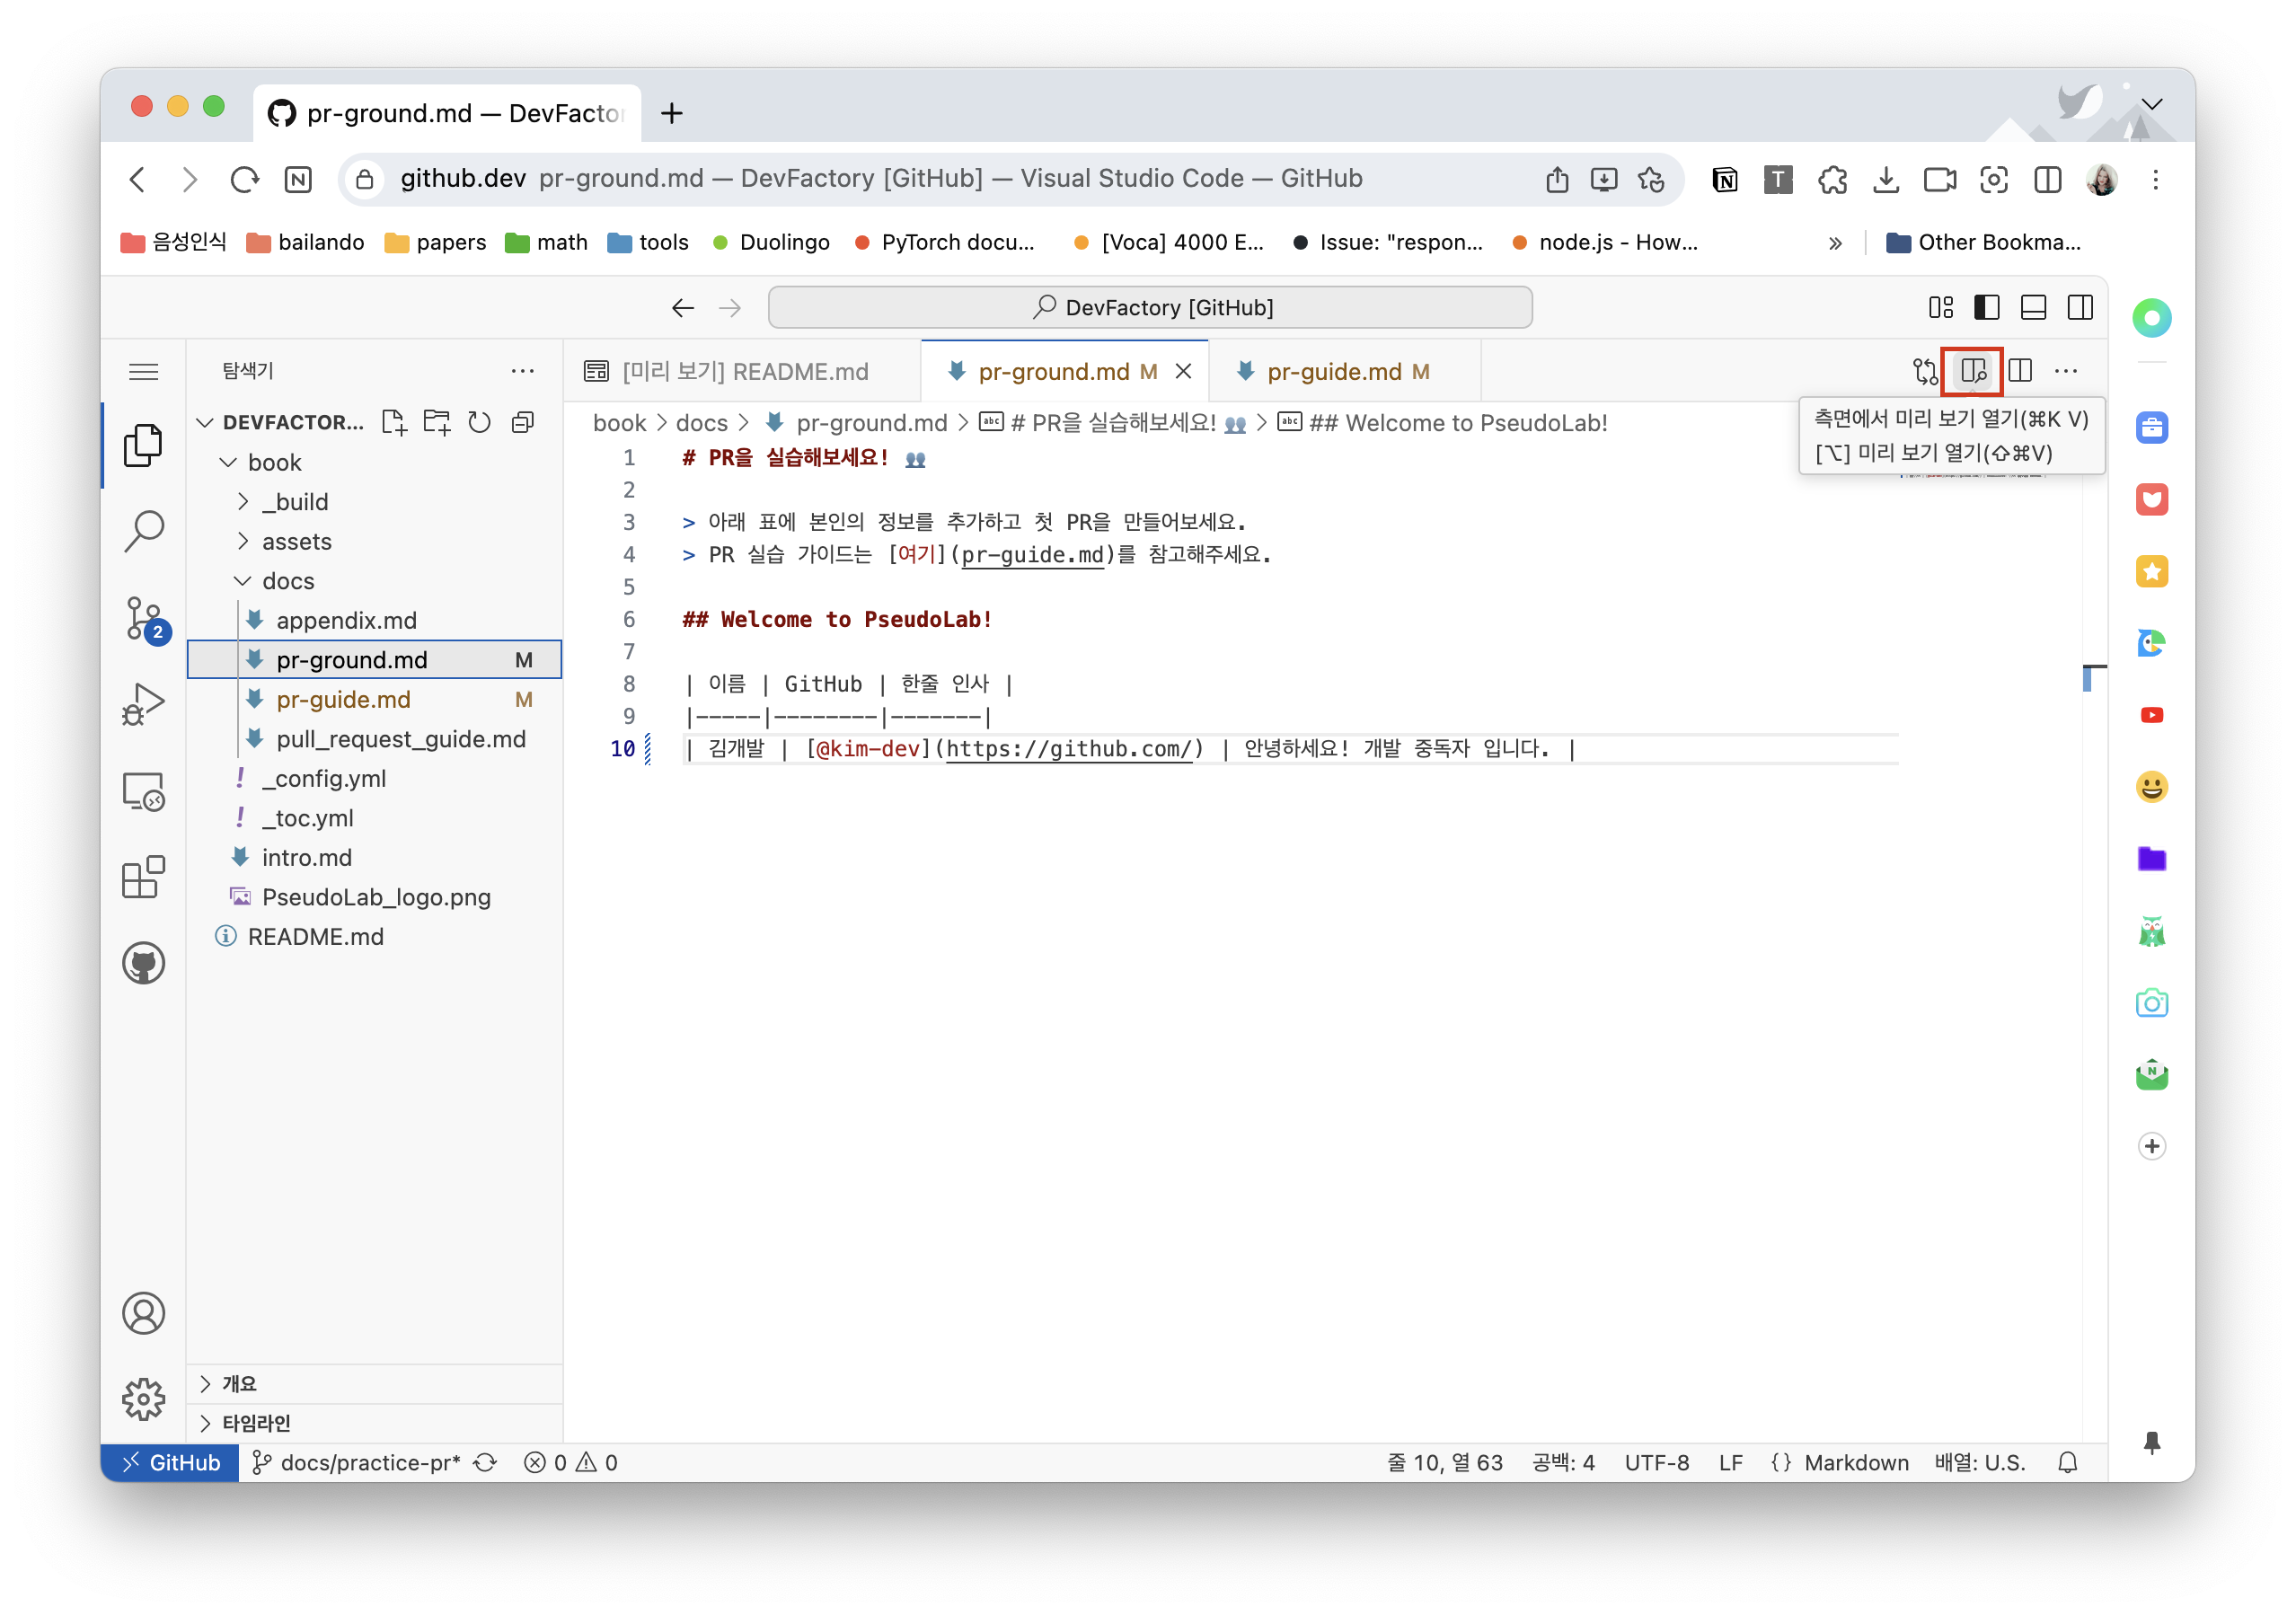 pr-ground.md — DevFactor
github.dev pr-ground.md — DevFactory [GitHub] — Visual Studio Code — GitHub
음성인식 bailando papers math tools Duolingo PyTorch docu... [Voca] 4000 E... Issue: "respon... node.js - How... » Other Bookma...
DevFactory [GitHub]
탐색기 ...
[미리 보기] README.md pr-ground.md M pr-guide.md M
측면에서 미리 보기 열기(⌘K V)
[⌥] 미리 보기 열기(⇧⌘V)
DEVFACTOR...
book
_build
assets
docs
appendix.md
pr-ground.md M
pr-guide.md M
pull_request_guide.md
_config.yml
_toc.yml
intro.md
PseudoLab_logo.png
README.md
개요
타임라인
book > docs > pr-ground.md > abc # PR을 실습해보세요! 👥 > abc ## Welcome to PseudoLab!
1 # PR을 실습해보세요! 👥
2
3 > 아래 표에 본인의 정보를 추가하고 첫 PR을 만들어보세요.
4 > PR 실습 가이드는 [여기](pr-guide.md)를 참고해주세요.
5
6 ## Welcome to PseudoLab!
7
8 | 이름 | GitHub | 한줄 인사 |
9 |-----|--------|-------|
10 | 김개발 | [@kim-dev](https://github.com/) | 안녕하세요! 개발 중독자 입니다. |
2
GitHub docs/practice-pr* 0 0 줄 10, 열 63 공백: 4 UTF-8 LF {} Markdown 배열: U.S.